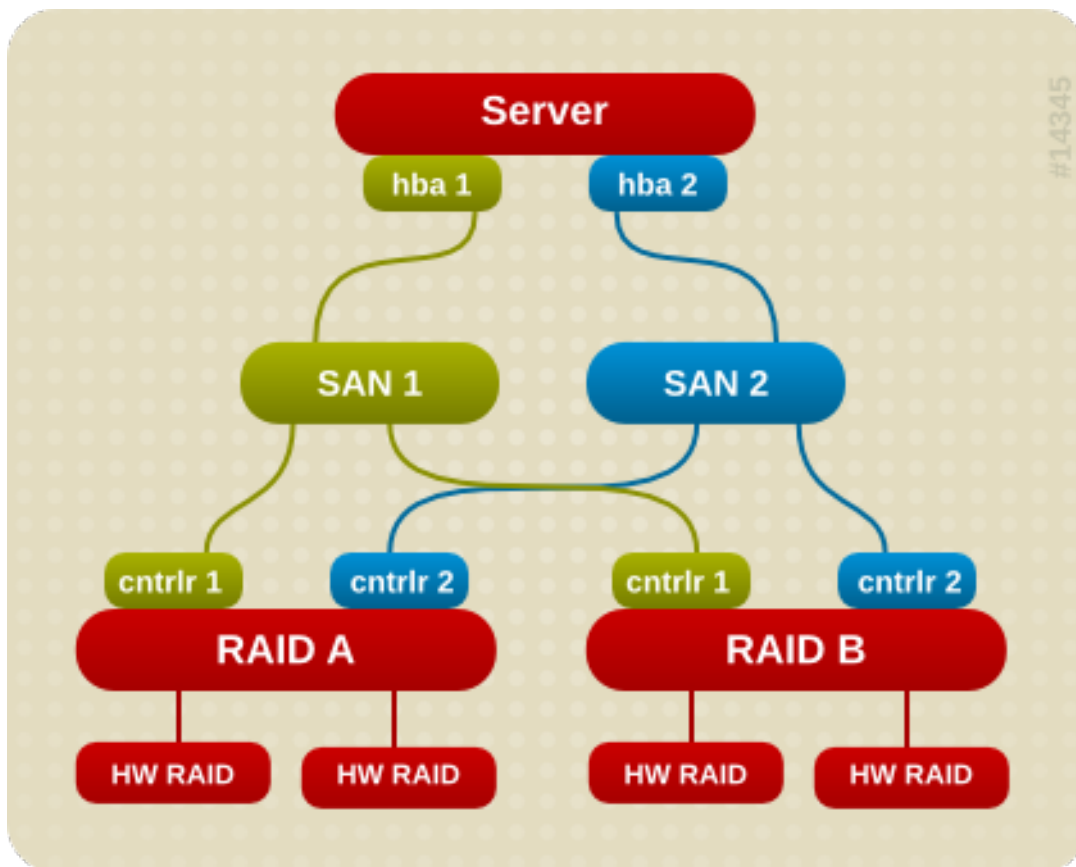 Server
#14345
hba 1
hba 2
SAN 1
SAN 2
cntrlr 1
cntrlr 2
cntrlr 1
cntrlr 2
RAID A
RAID B
HW RAID
HW RAID
HW RAID
HW RAID